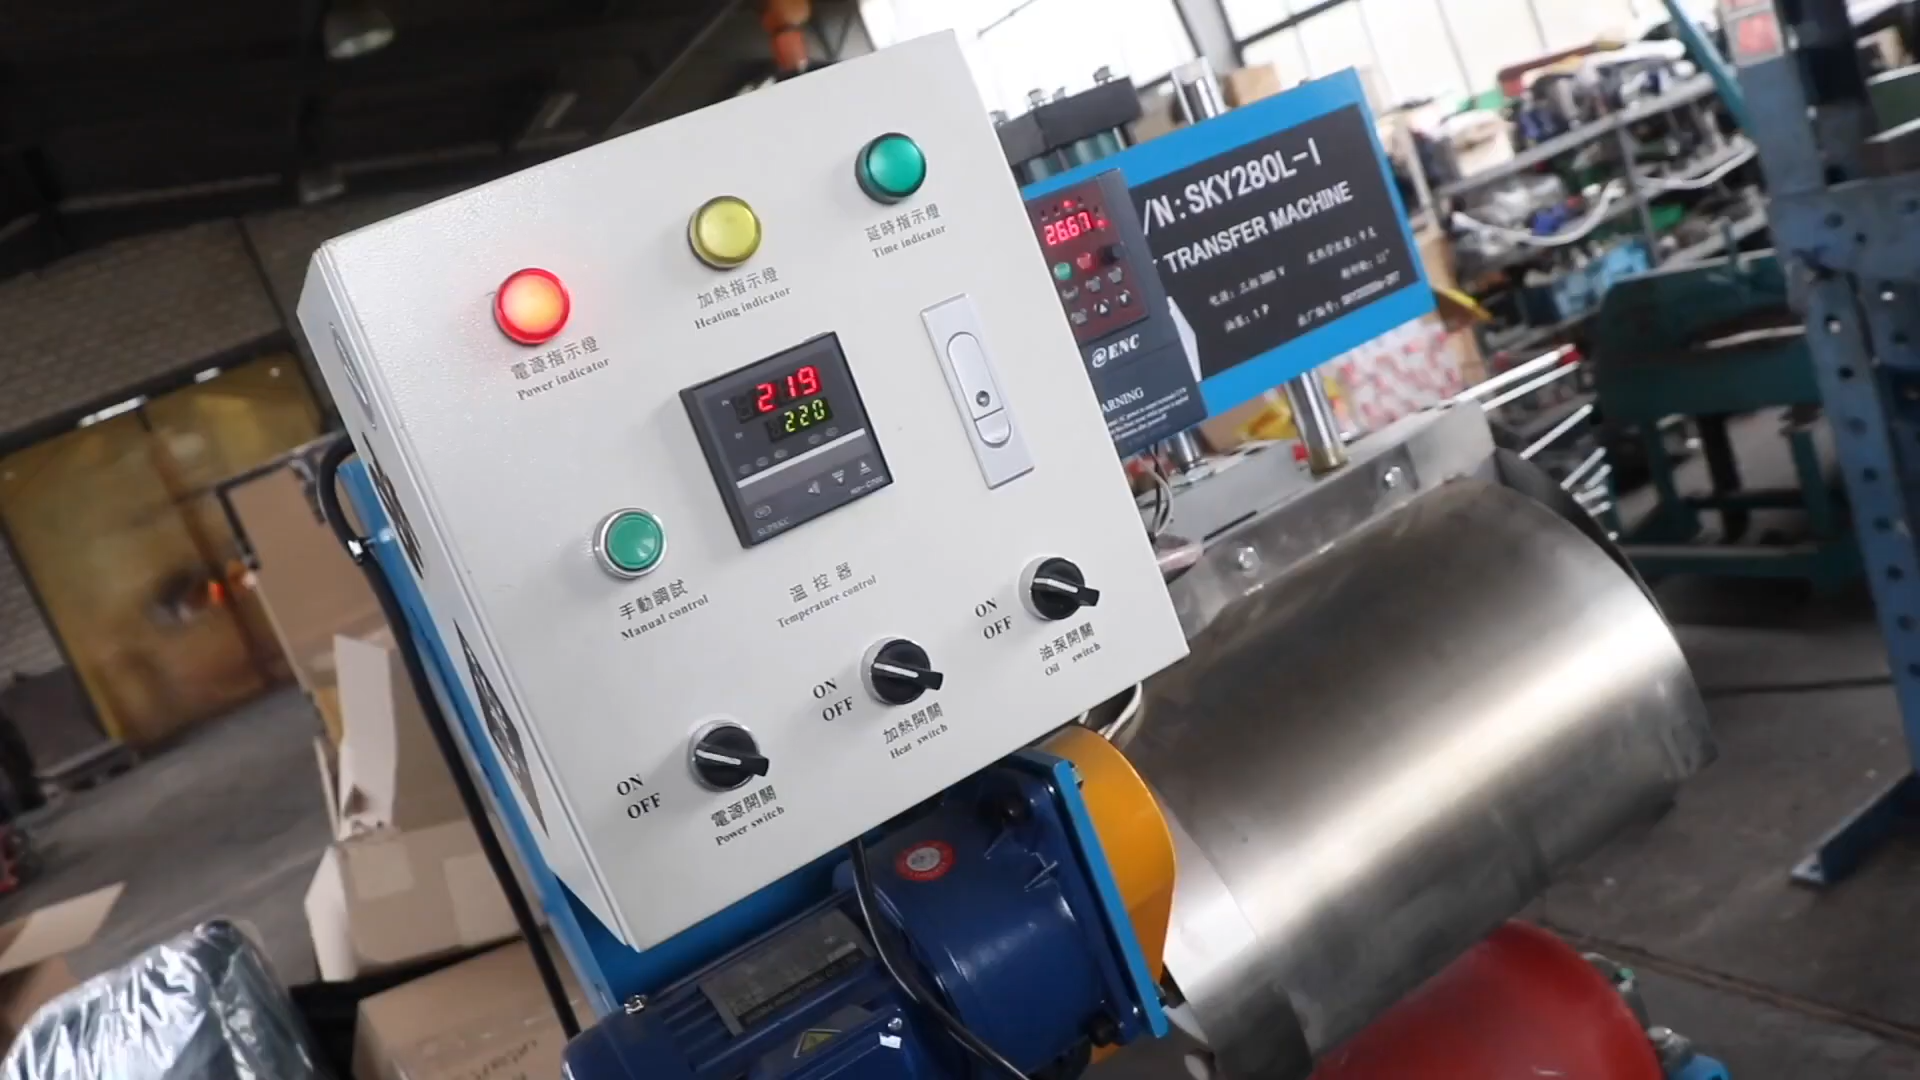 延時指示燈
Time indicator
加熱指示燈
Heating indicator
電源指示燈
Power indicator
219
220
手動調試
Manual control
溫控器
Temperature control
ON
OFF
油泵開關
Oil switch
ON
OFF
加熱開關
Heat switch
ON
OFF
電源開關
Power switch
26.67
ENC
/N:SKY280L-I
TRANSFER MACHINE